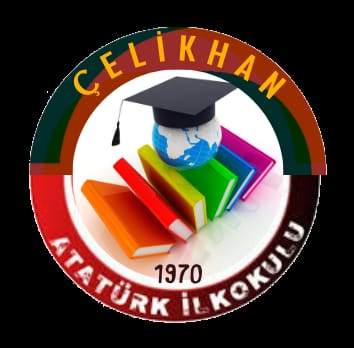 ÇELİKHAN
1970
ATATÜRK İLKOKULU